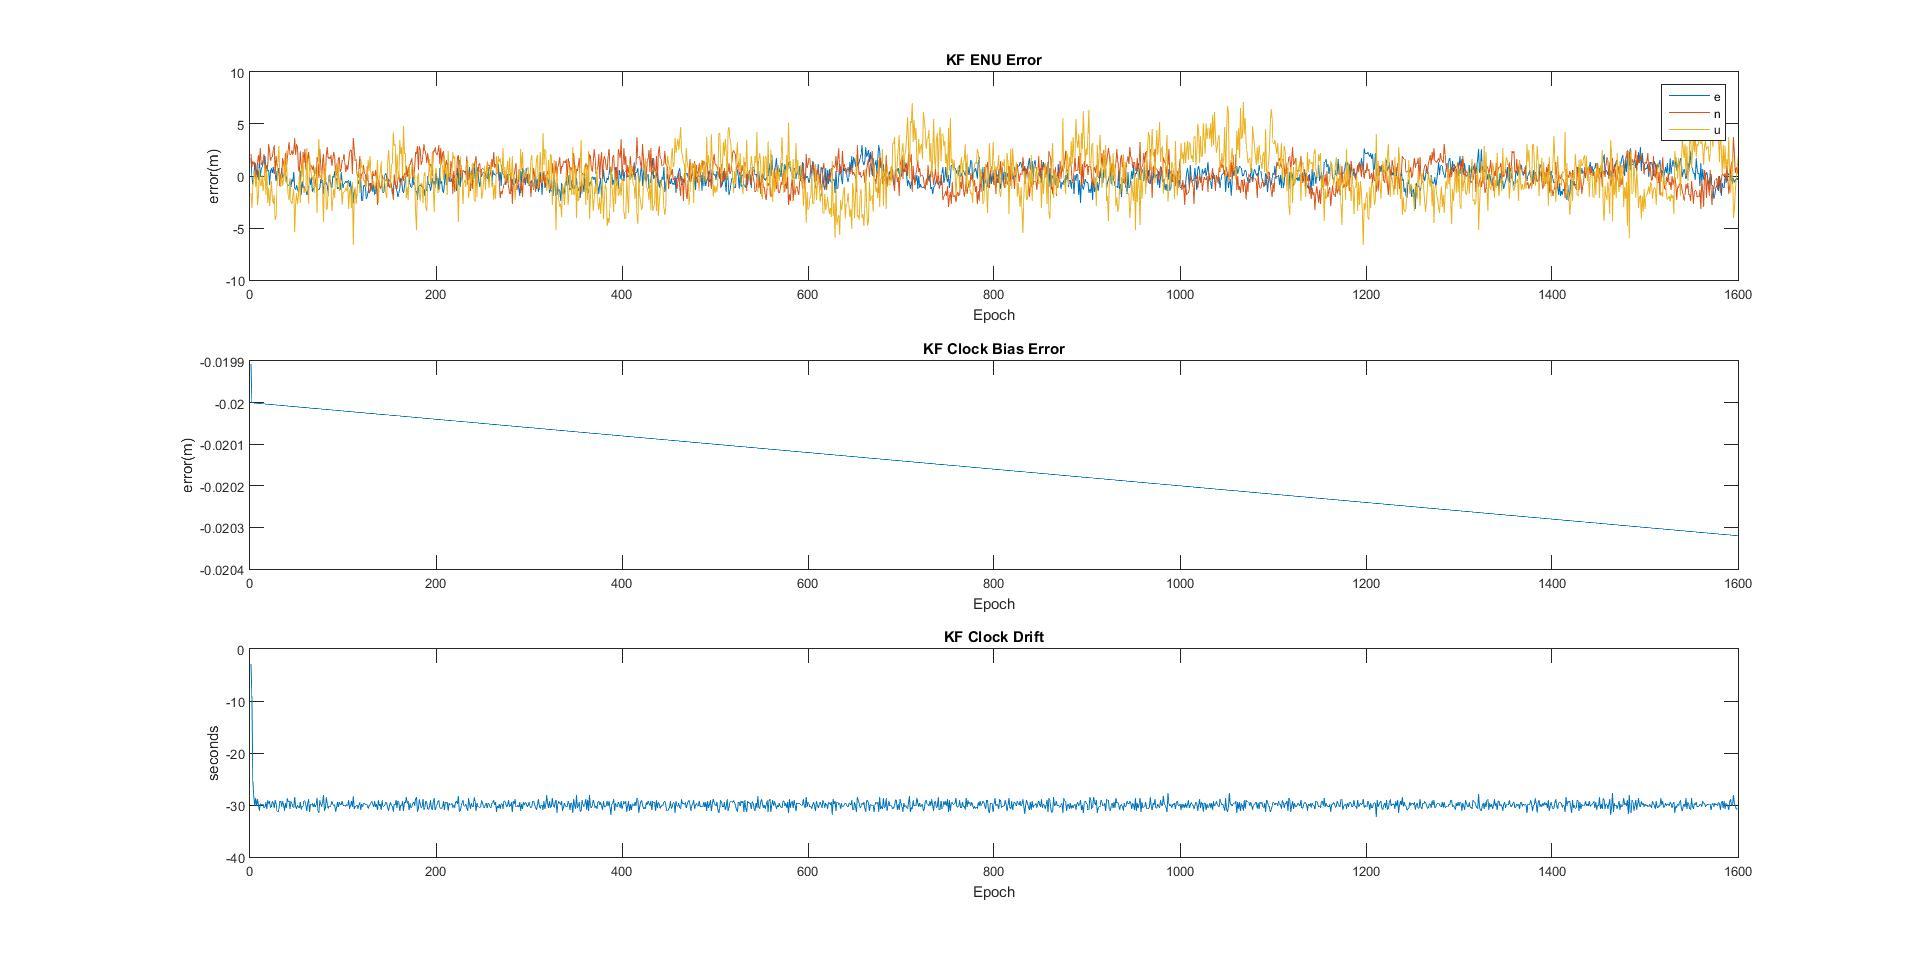 KF ENU Error
10
5
0
-5
-10
error(m)
e
n
u
0 200 400 600 800 1000 1200 1400 1600
Epoch
KF Clock Bias Error
-0.0199
-0.02
-0.0201
-0.0202
-0.0203
-0.0204
error(m)
0 200 400 600 800 1000 1200 1400 1600
Epoch
KF Clock Drift
0
-10
-20
-30
-40
seconds
0 200 400 600 800 1000 1200 1400 1600
Epoch